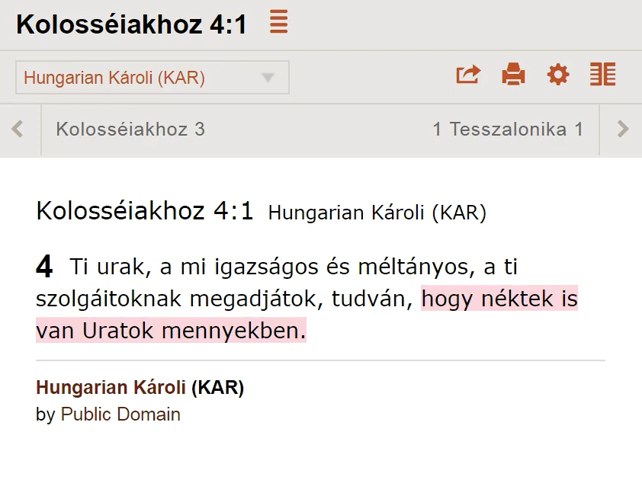 Kolosséiakhoz 4:1
Hungarian Károli (KAR)
Kolosséiakhoz 3
1 Tesszalonika 1
Kolosséiakhoz 4:1 Hungarian Károli (KAR)
4 Ti urak, a mi igazságos és méltányos, a ti
szolgáitoknak megadjátok, tudván, hogy néktek is
van Uratok mennyekben.
Hungarian Károli (KAR)
by Public Domain